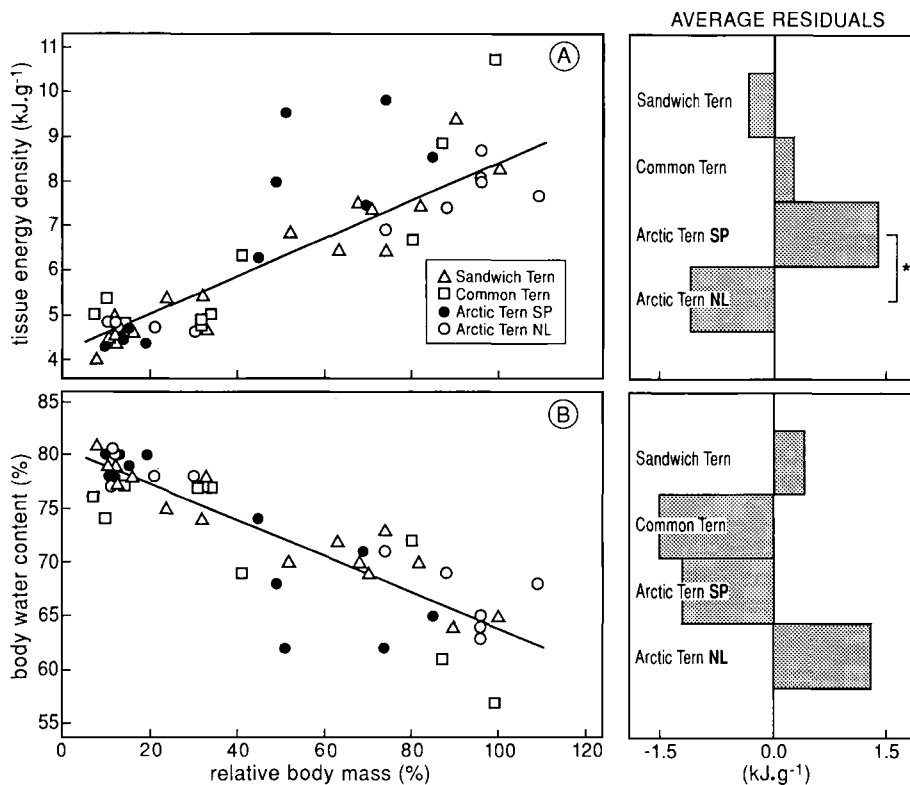 AVERAGE RESIDUALS
tissue energy density (kJ.g⁻¹)
11
10
9
8
7
6
5
4
A
Sandwich Tern
Common Tern
Arctic Tern SP
Arctic Tern NL
Sandwich Tern
Common Tern
Arctic Tern SP
Arctic Tern NL
*
body water content (%)
85
80
75
70
65
60
55
B
0 20 40 60 80 100 120
relative body mass (%)
Sandwich Tern
Common Tern
Arctic Tern SP
Arctic Tern NL
-1.5 0.0 1.5
(kJ.g⁻¹)